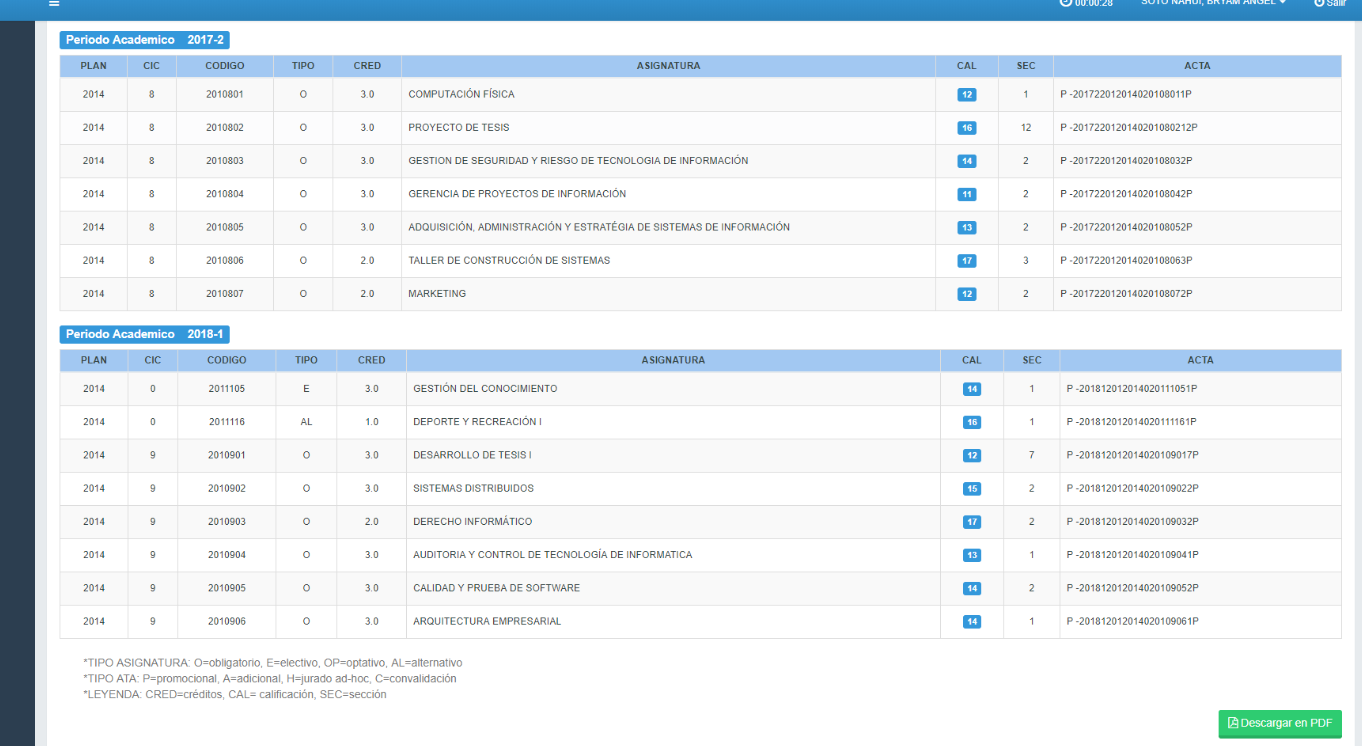 00:00:28 SOTO NAHUI, BRYAM ANGEL Salir
Periodo Academico 2017-2
PLAN CIC CODIGO TIPO CRED ASIGNATURA CAL SEC ACTA
2014 8 2010801 O 3.0 COMPUTACIÓN FÍSICA 12 1 P -201722012014020108011P
2014 8 2010802 O 3.0 PROYECTO DE TESIS 16 12 P -2017220120140201080212P
2014 8 2010803 O 3.0 GESTION DE SEGURIDAD Y RIESGO DE TECNOLOGIA DE INFORMACIÓN 14 2 P -201722012014020108032P
2014 8 2010804 O 3.0 GERENCIA DE PROYECTOS DE INFORMACIÓN 11 2 P -201722012014020108042P
2014 8 2010805 O 3.0 ADQUISICIÓN, ADMINISTRACIÓN Y ESTRATÉGIA DE SISTEMAS DE INFORMACIÓN 13 2 P -201722012014020108052P
2014 8 2010806 O 2.0 TALLER DE CONSTRUCCIÓN DE SISTEMAS 17 3 P -201722012014020108063P
2014 8 2010807 O 2.0 MARKETING 12 2 P -201722012014020108072P
Periodo Academico 2018-1
PLAN CIC CODIGO TIPO CRED ASIGNATURA CAL SEC ACTA
2014 0 2011105 E 3.0 GESTIÓN DEL CONOCIMIENTO 14 1 P -201812012014020111051P
2014 0 2011116 AL 1.0 DEPORTE Y RECREACIÓN I 16 1 P -201812012014020111161P
2014 9 2010901 O 3.0 DESARROLLO DE TESIS I 12 7 P -201812012014020109017P
2014 9 2010902 O 3.0 SISTEMAS DISTRIBUIDOS 15 2 P -201812012014020109022P
2014 9 2010903 O 2.0 DERECHO INFORMÁTICO 17 2 P -201812012014020109032P
2014 9 2010904 O 3.0 AUDITORIA Y CONTROL DE TECNOLOGÍA DE INFORMATICA 13 1 P -201812012014020109041P
2014 9 2010905 O 3.0 CALIDAD Y PRUEBA DE SOFTWARE 14 2 P -201812012014020109052P
2014 9 2010906 O 3.0 ARQUITECTURA EMPRESARIAL 14 1 P -201812012014020109061P
*TIPO ASIGNATURA: O=obligatorio, E=electivo, OP=optativo, AL=alternativo
*TIPO ATA: P=promocional, A=adicional, H=jurado ad-hoc, C=convalidación
*LEYENDA: CRED=créditos, CAL= calificación, SEC=sección
Descargar en PDF